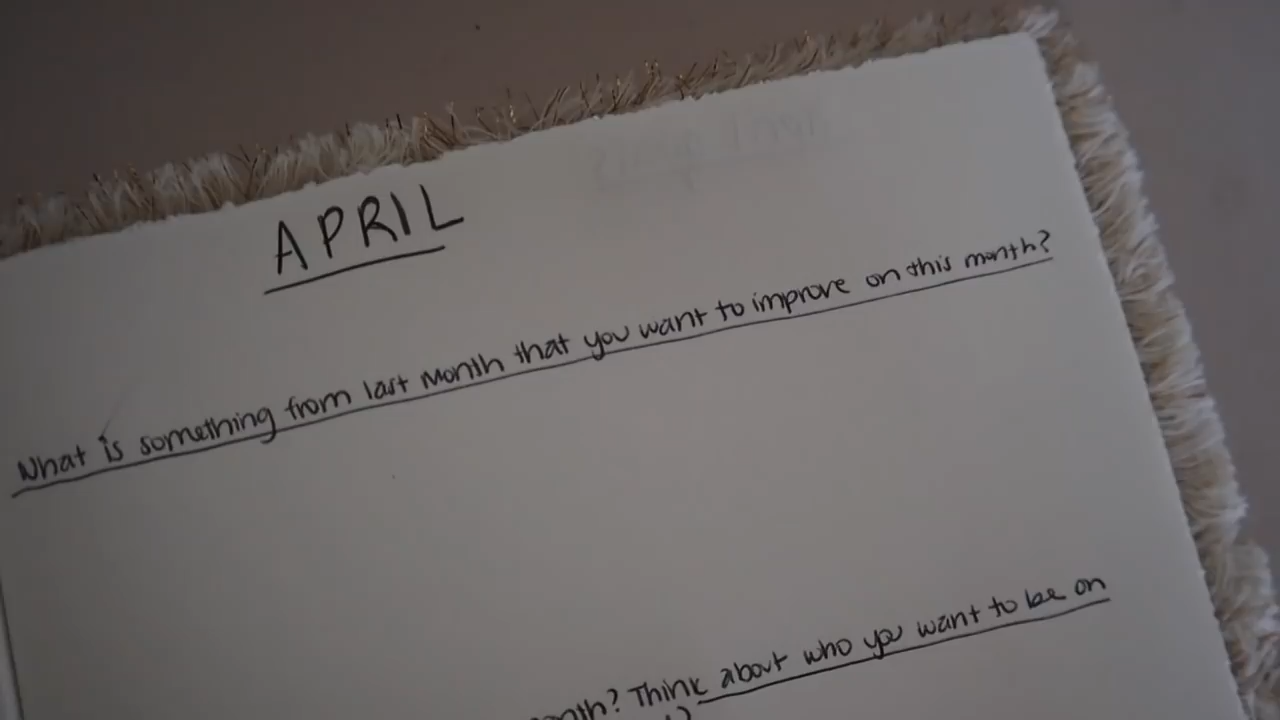 APRIL
What is something from last month that you want to improve on this month?
Think about who you want to be on